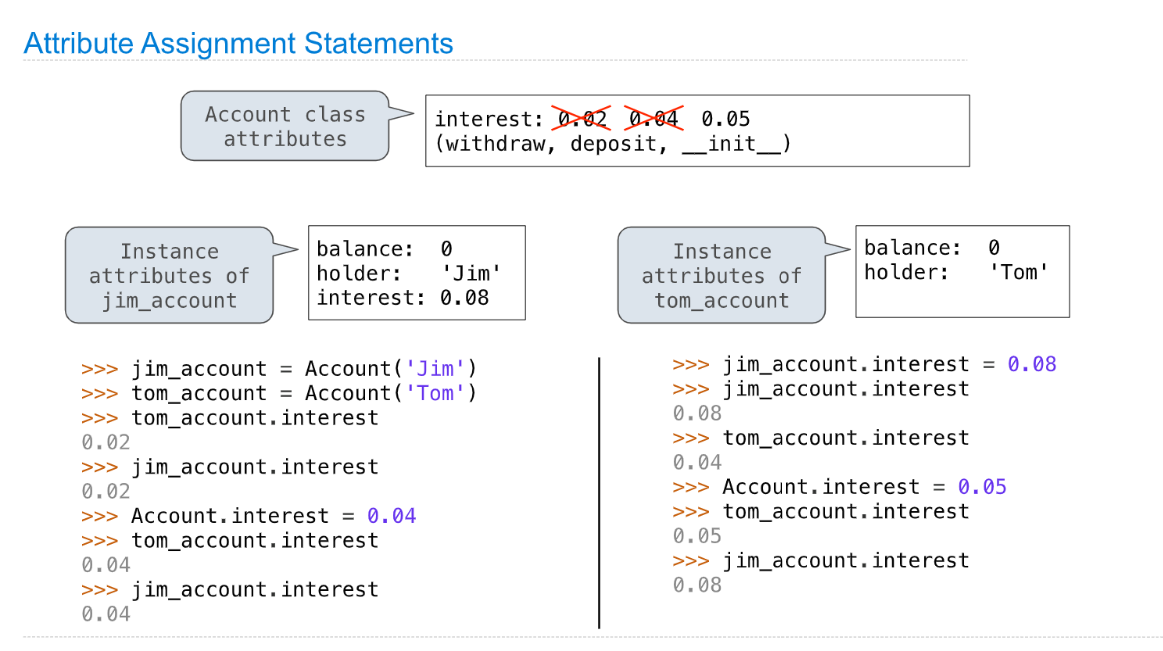 Attribute Assignment Statements
Account class
attributes
interest: 0.02 0.04 0.05
(withdraw, deposit, __init__)
Instance
attributes of
jim_account
balance: 0
holder: 'Jim'
interest: 0.08
Instance
attributes of
tom_account
balance: 0
holder: 'Tom'
>>> jim_account = Account('Jim')
>>> tom_account = Account('Tom')
>>> tom_account.interest
0.02
>>> jim_account.interest
0.02
>>> Account.interest = 0.04
>>> tom_account.interest
0.04
>>> jim_account.interest
0.04
>>> jim_account.interest = 0.08
>>> jim_account.interest
0.08
>>> tom_account.interest
0.04
>>> Account.interest = 0.05
>>> tom_account.interest
0.05
>>> jim_account.interest
0.08